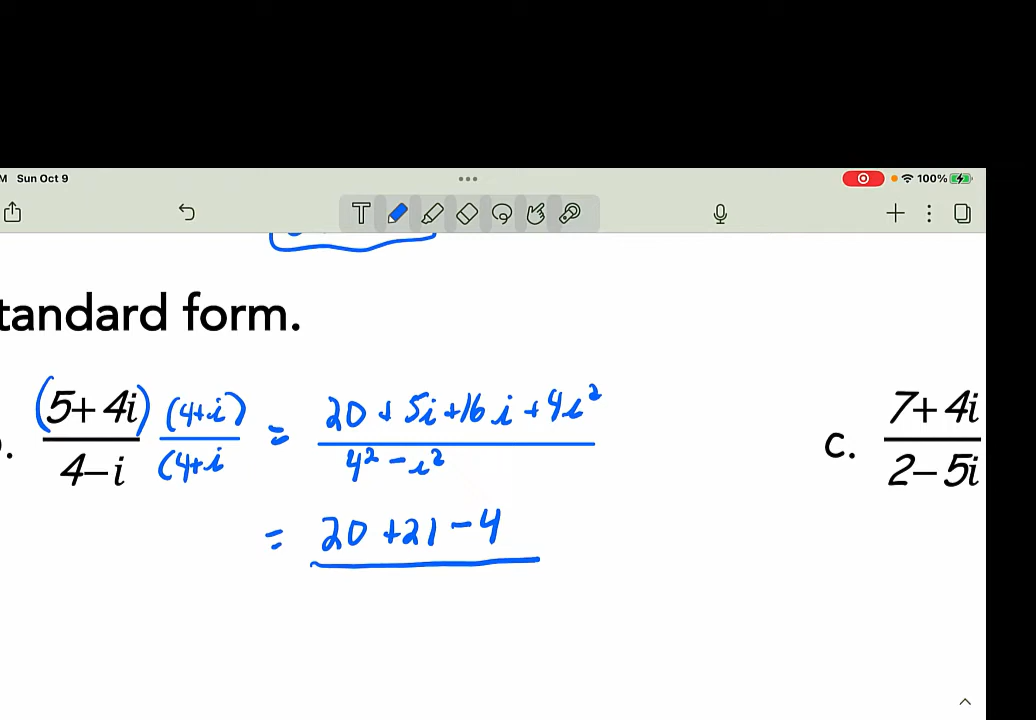 M Sun Oct 9
100%
tandard form.
. (5+4i) (4+i) = 20 + 5i + 16i + 4i²
4-i (4+i 4² - i²
= 20 + 21 - 4
c. 7+4i
2-5i